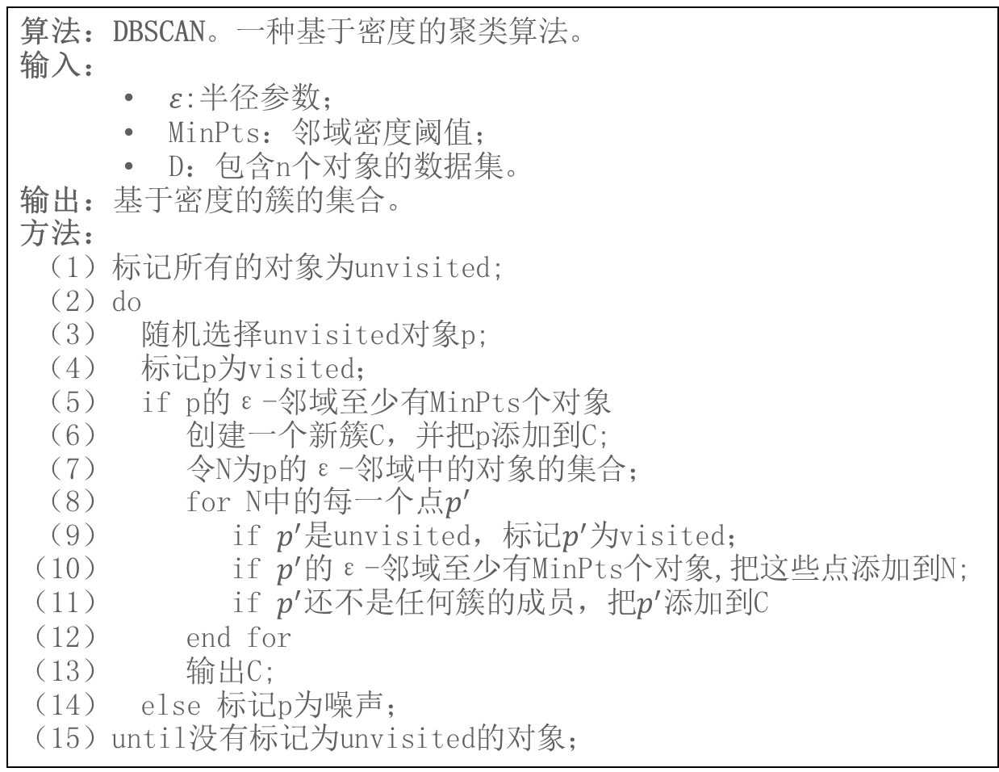 算法：DBSCAN。一种基于密度的聚类算法。
输入：
• ε:半径参数；
• MinPts：邻域密度阈值；
• D：包含n个对象的数据集。
输出：基于密度的簇的集合。
方法：
（1）标记所有的对象为unvisited;
（2）do
（3） 随机选择unvisited对象p;
（4） 标记p为visited；
（5） if p的ε-邻域至少有MinPts个对象
（6） 创建一个新簇C，并把p添加到C;
（7） 令N为p的ε-邻域中的对象的集合；
（8） for N中的每一个点p′
（9） if p′是unvisited，标记p′为visited；
（10） if p′的ε-邻域至少有MinPts个对象,把这些点添加到N;
（11） if p′还不是任何簇的成员，把p′添加到C
（12） end for
（13） 输出C;
（14） else 标记p为噪声；
（15）until没有标记为unvisited的对象；